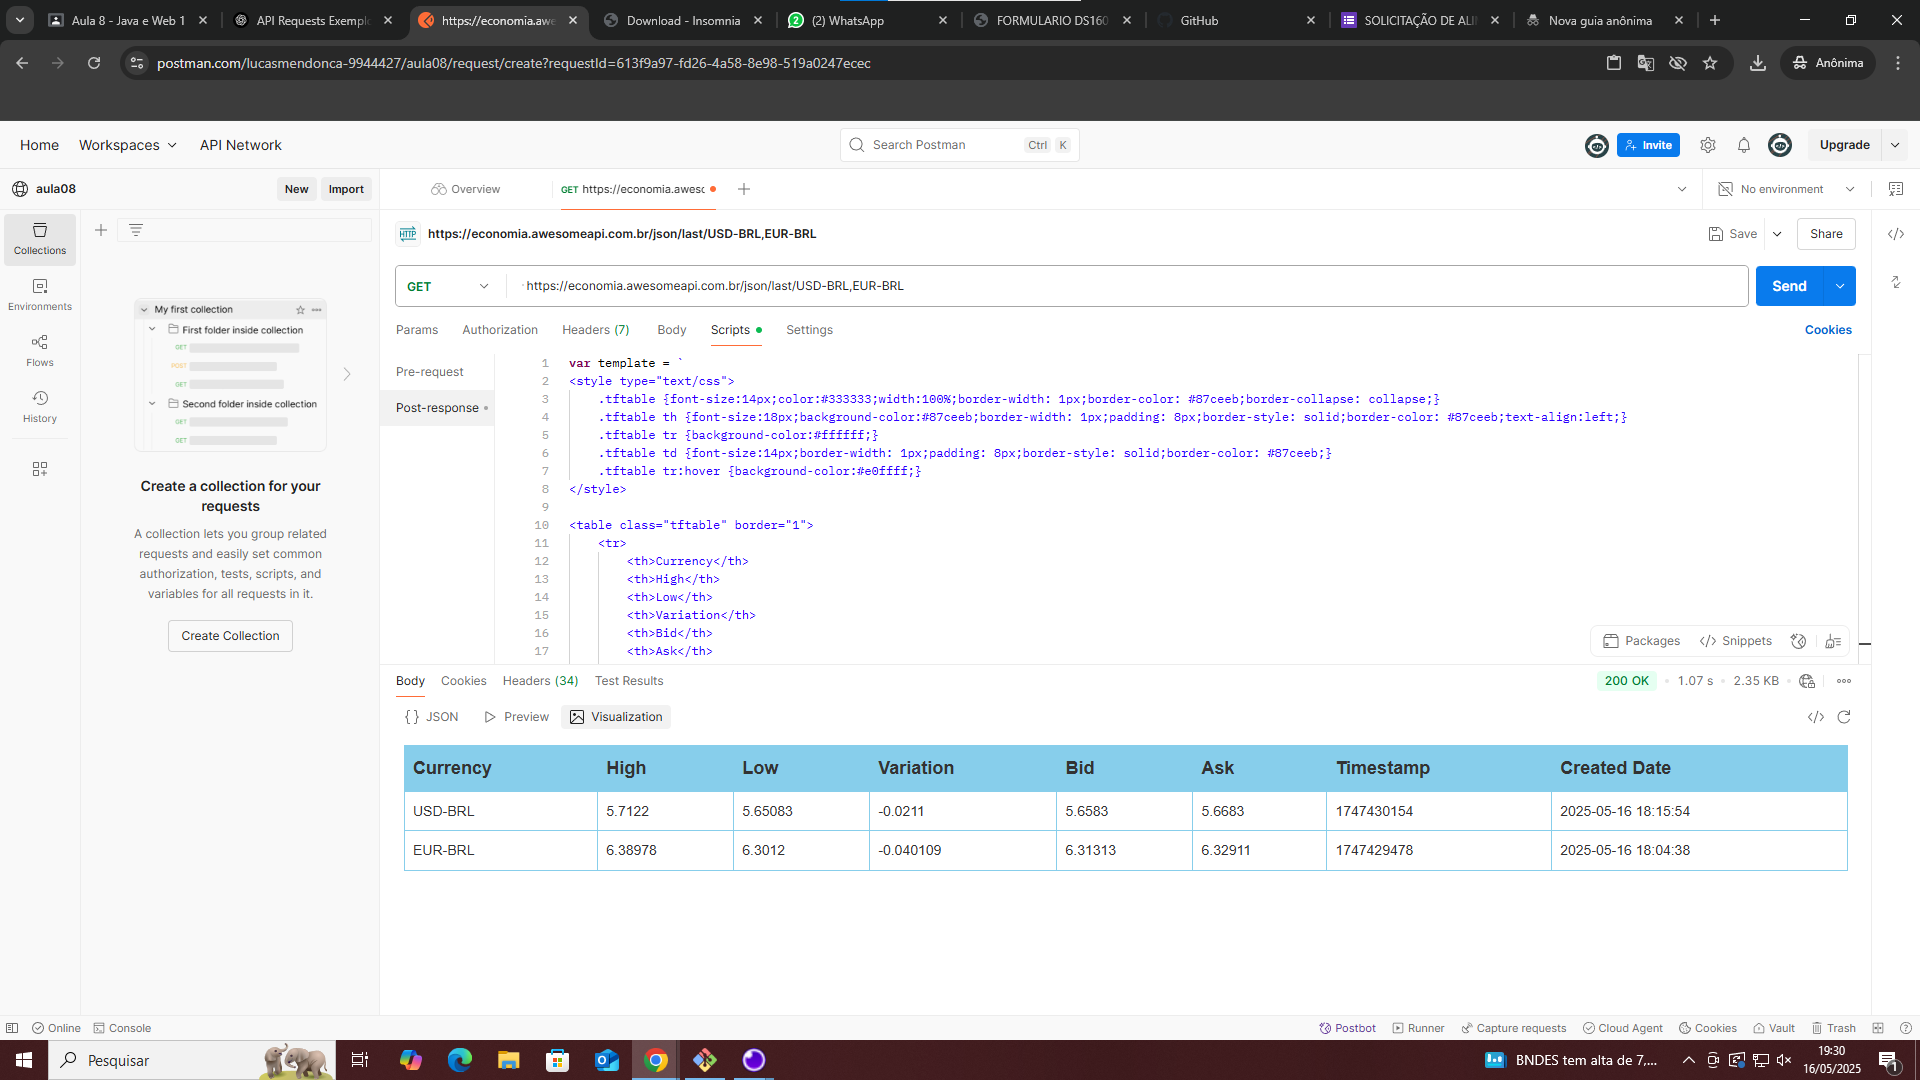 Aula 8 - Java e Web 1
API Requests Exemplo
https://economia.awe
Download - Insomnia
(2) WhatsApp
FORMULARIO DS160
GitHub
SOLICITAÇÃO DE ALI
Nova guia anônima
postman.com/lucasmendonca-9944427/aula08/request/create?requestId=613f9a97-fd26-4a58-8e98-519a0247ecec
Anônima
Home
Workspaces
API Network
Search Postman
Ctrl
K
Invite
Upgrade
aula08
New
Import
Overview
GET https://economia.awesc
No environment
Collections
Environments
Flows
History
My first collection
First folder inside collection
GET
POST
GET
Second folder inside collection
GET
GET
Create a collection for your
requests
A collection lets you group related
requests and easily set common
authorization, tests, scripts, and
variables for all requests in it.
Create Collection
HTTP
https://economia.awesomeapi.com.br/json/last/USD-BRL,EUR-BRL
Save
Share
GET
https://economia.awesomeapi.com.br/json/last/USD-BRL,EUR-BRL
Send
Params
Authorization
Headers (7)
Body
Scripts
Settings
Cookies
Pre-request
Post-response
1 var template = `
2 <style type="text/css">
3 .tftable {font-size:14px;color:#333333;width:100%;border-width: 1px;border-color: #87ceeb;border-collapse: collapse;}
4 .tftable th {font-size:18px;background-color:#87ceeb;border-width: 1px;padding: 8px;border-style: solid;border-color: #87ceeb;text-align:left;}
5 .tftable tr {background-color:#ffffff;}
6 .tftable td {font-size:14px;border-width: 1px;padding: 8px;border-style: solid;border-color: #87ceeb;}
7 .tftable tr:hover {background-color:#e0ffff;}
8 </style>
9
10 <table class="tftable" border="1">
11 <tr>
12 <th>Currency</th>
13 <th>High</th>
14 <th>Low</th>
15 <th>Variation</th>
16 <th>Bid</th>
17 <th>Ask</th>
Packages
Snippets
Body
Cookies
Headers (34)
Test Results
200 OK
1.07 s
2.35 KB
{} JSON
Preview
Visualization
Currency High Low Variation Bid Ask Timestamp Created Date
USD-BRL 5.7122 5.65083 -0.0211 5.6583 5.6683 1747430154 2025-05-16 18:15:54
EUR-BRL 6.38978 6.3012 -0.040109 6.31313 6.32911 1747429478 2025-05-16 18:04:38
Online
Console
Postbot
Runner
Capture requests
Cloud Agent
Cookies
Vault
Trash
Pesquisar
BNDES tem alta de 7,...
19:30
16/05/2025
1